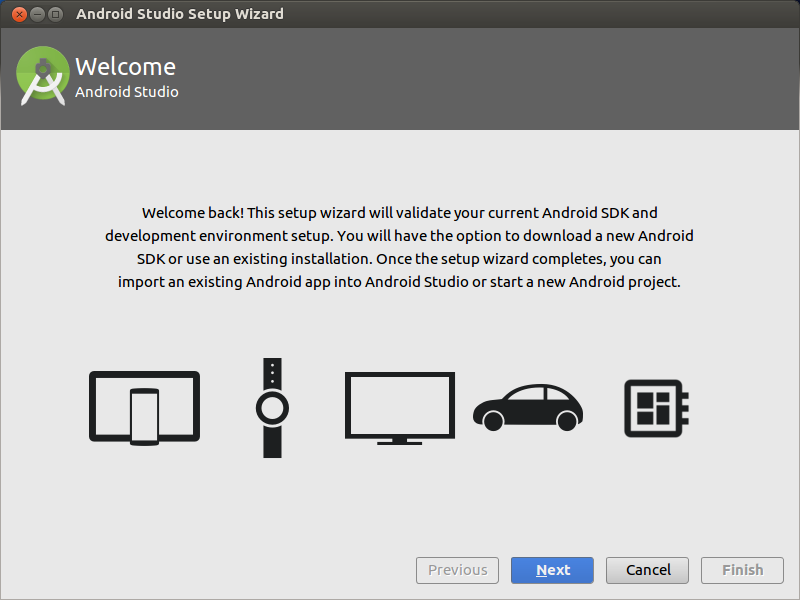 Android Studio Setup Wizard
Welcome
Android Studio
Welcome back! This setup wizard will validate your current Android SDK and
development environment setup. You will have the option to download a new Android
SDK or use an existing installation. Once the setup wizard completes, you can
import an existing Android app into Android Studio or start a new Android project.
Previous Next Cancel Finish